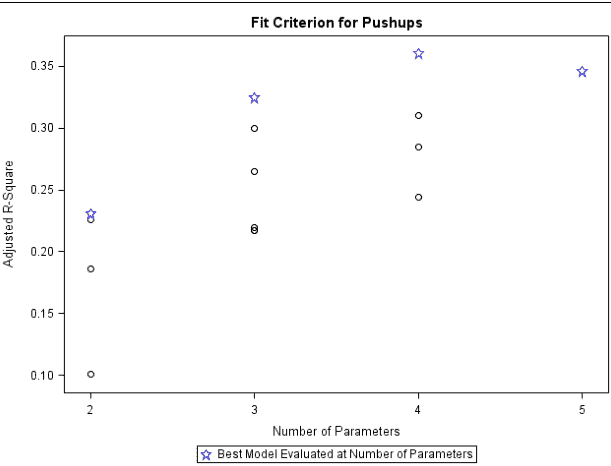 Fit Criterion for Pushups
0.35
0.30
0.25
0.20
0.15
0.10
Adjusted R-Square
2 3 4 5
Number of Parameters
Best Model Evaluated at Number of Parameters